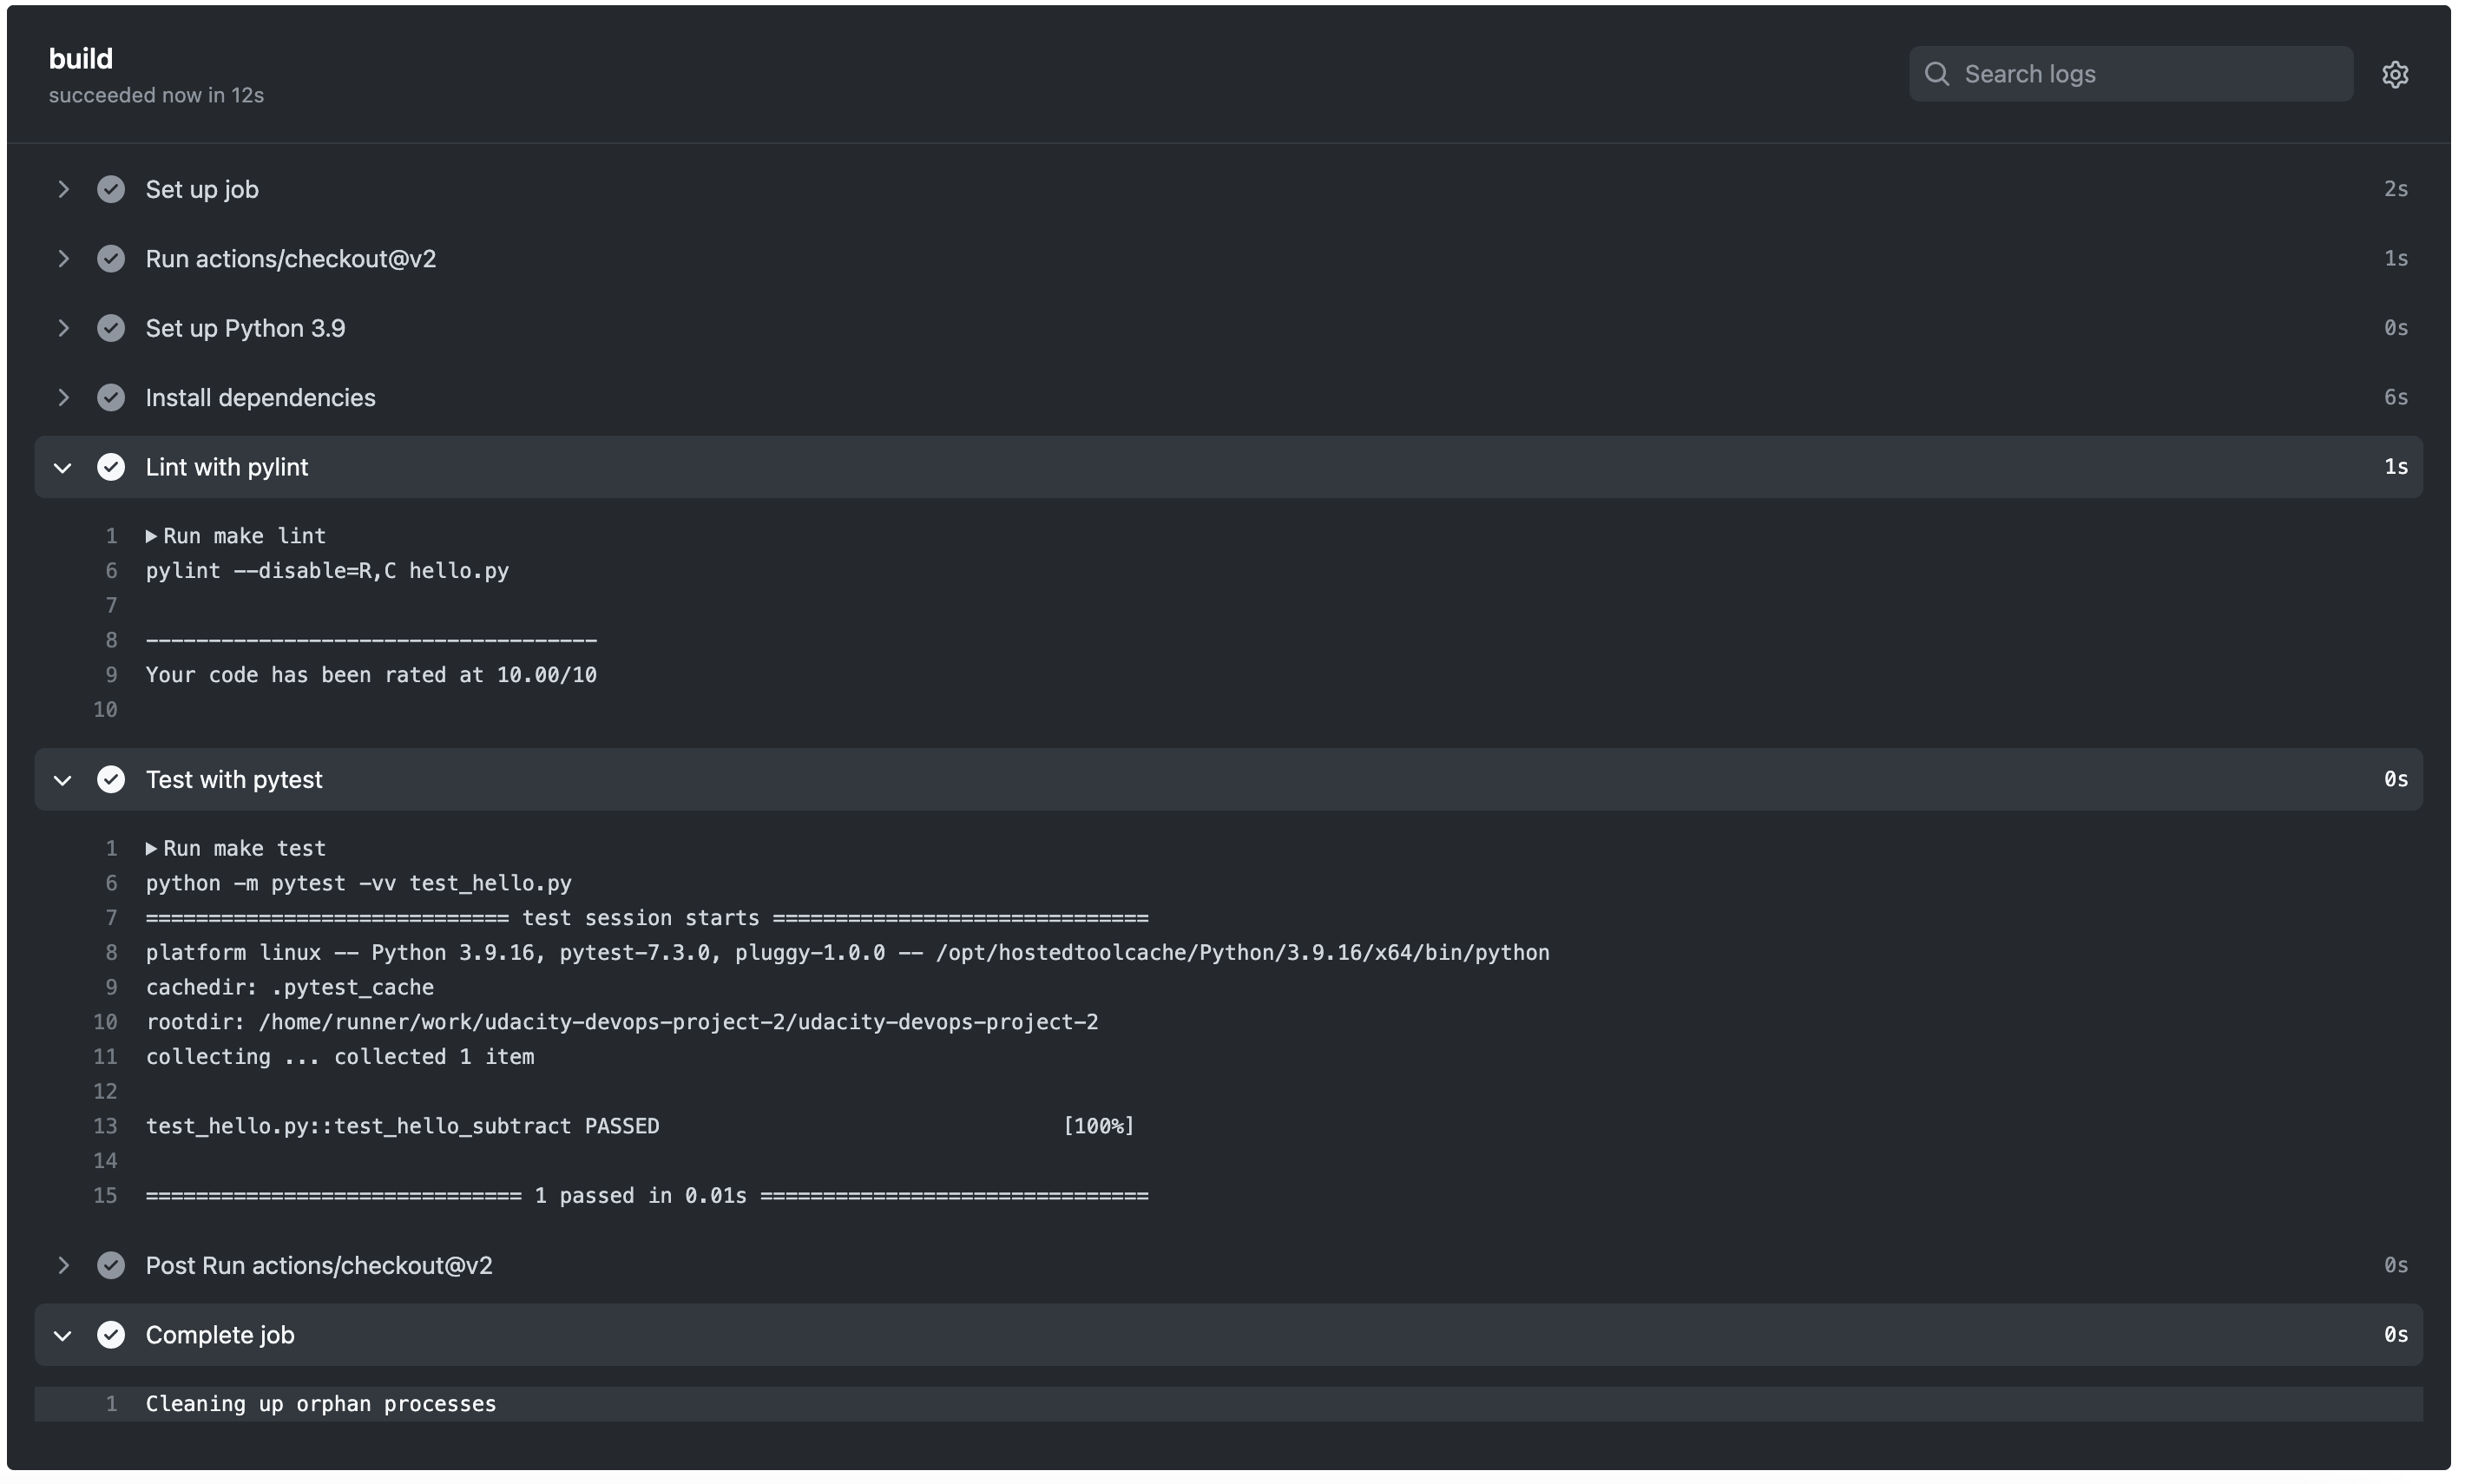 build
succeeded now in 12s
Search logs
Set up job 2s
Run actions/checkout@v2 1s
Set up Python 3.9 0s
Install dependencies 6s
Lint with pylint 1s
1 Run make lint
6 pylint --disable=R,C hello.py
7
8 ------------------------------------
9 Your code has been rated at 10.00/10
10
Test with pytest 0s
1 Run make test
6 python -m pytest -vv test_hello.py
7 ============================= test session starts ==============================
8 platform linux -- Python 3.9.16, pytest-7.3.0, pluggy-1.0.0 -- /opt/hostedtoolcache/Python/3.9.16/x64/bin/python
9 cachedir: .pytest_cache
10 rootdir: /home/runner/work/udacity-devops-project-2/udacity-devops-project-2
11 collecting ... collected 1 item
12
13 test_hello.py::test_hello_subtract PASSED                                [100%]
14
15 ============================== 1 passed in 0.01s ===============================
Post Run actions/checkout@v2 0s
Complete job 0s
1 Cleaning up orphan processes